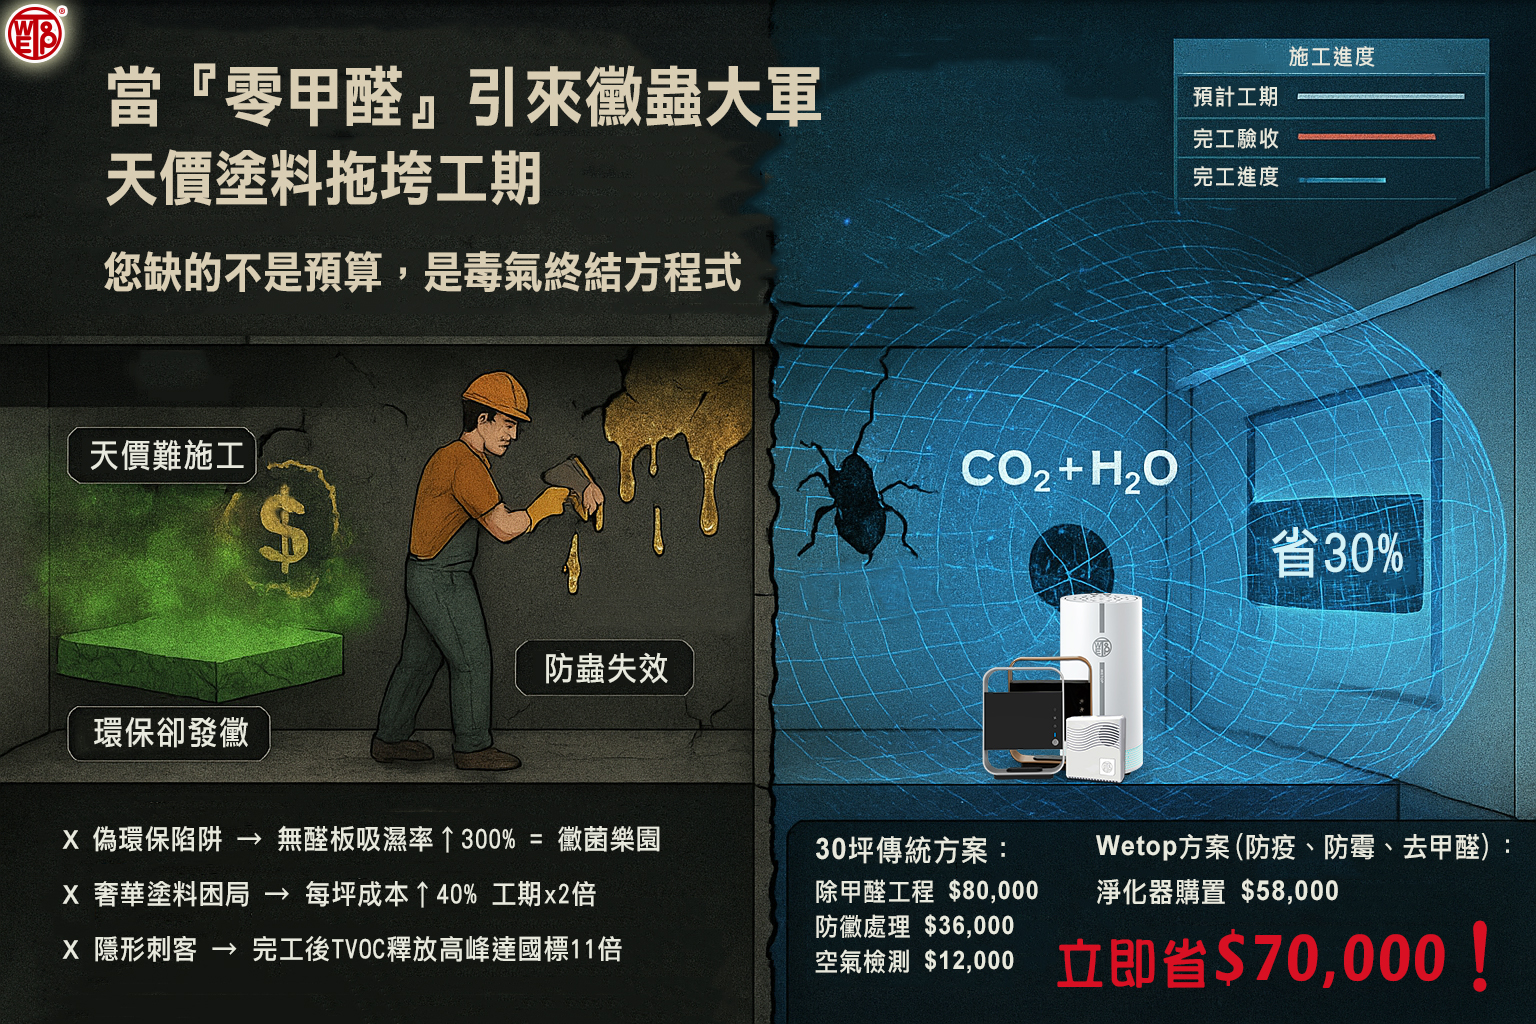 WT&EP®
當『零甲醛』引來黴蟲大軍
天價塗料拖垮工期
您缺的不是預算，是毒氣終結方程式
施工進度
預計工期
完工驗收
完工進度
天價難施工
$
防蟲失效
環保卻發黴
CO₂+H₂O
省30%
X 偽環保陷阱 → 無醛板吸濕率↑300% = 黴菌樂園
X 奢華塗料困局 → 每坪成本↑40% 工期x2倍
X 隱形刺客 → 完工後TVOC釋放高峰達國標11倍
30坪傳統方案：
除甲醛工程 $80,000
防黴處理 $36,000
空氣檢測 $12,000
Wetop方案(防疫、防霉、去甲醛)：
淨化器購置 $58,000
立即省$70,000！